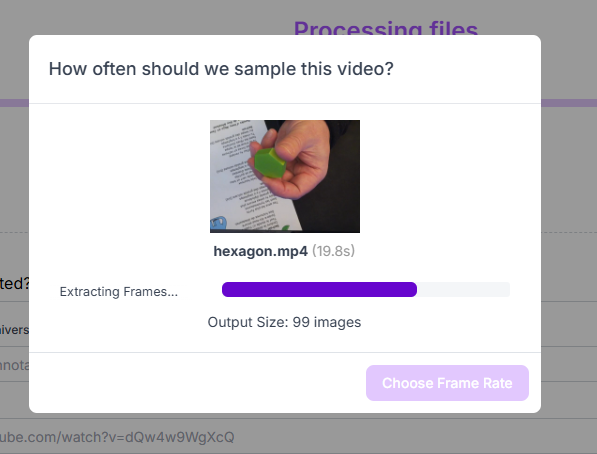 Processing files
How often should we sample this video?
hexagon.mp4 (19.8s)
ted?
Extracting Frames...
Output Size: 99 images
nivers
nnota
Choose Frame Rate
ube.com/watch?v=dQw4w9WgXcQ